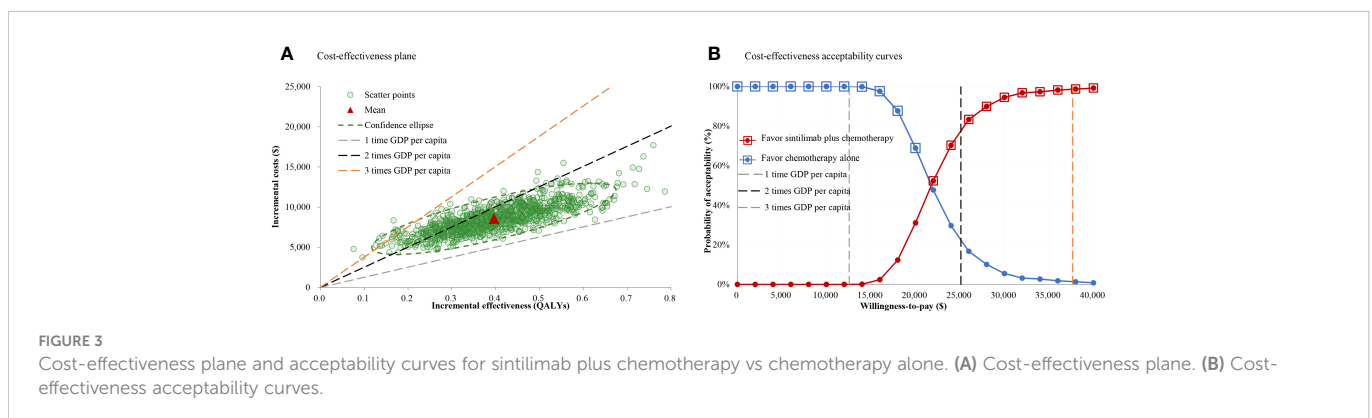 A Cost-effectiveness plane
25,000
20,000
15,000
10,000
5,000
0
Incremental costs ($)
Scatter points
Mean
Confidence ellipse
1 time GDP per capita
2 times GDP per capita
3 times GDP per capita
0.0 0.1 0.2 0.3 0.4 0.5 0.6 0.7 0.8
Incremental effectiveness (QALYs)
B Cost-effectiveness acceptability curves
100%
80%
60%
40%
20%
0%
Probability of acceptability (%)
Favor sintilimab plus chemotherapy
Favor chemotherapy alone
1 time GDP per capita
2 times GDP per capita
3 times GDP per capita
0 5,000 10,000 15,000 20,000 25,000 30,000 35,000 40,000
Willingness-to-pay ($)
FIGURE 3
Cost-effectiveness plane and acceptability curves for sintilimab plus chemotherapy vs chemotherapy alone. (A) Cost-effectiveness plane. (B) Cost-
effectiveness acceptability curves.